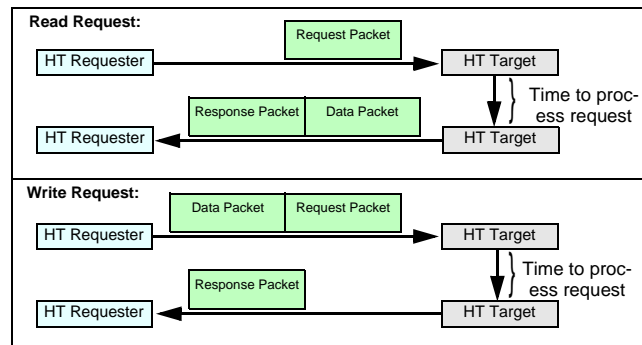 Read Request:
Request Packet
HT Requester
HT Target
Time to proc-
ess request
Response Packet
Data Packet
HT Requester
HT Target
Write Request:
Data Packet
Request Packet
HT Requester
HT Target
Time to proc-
ess request
Response Packet
HT Requester
HT Target